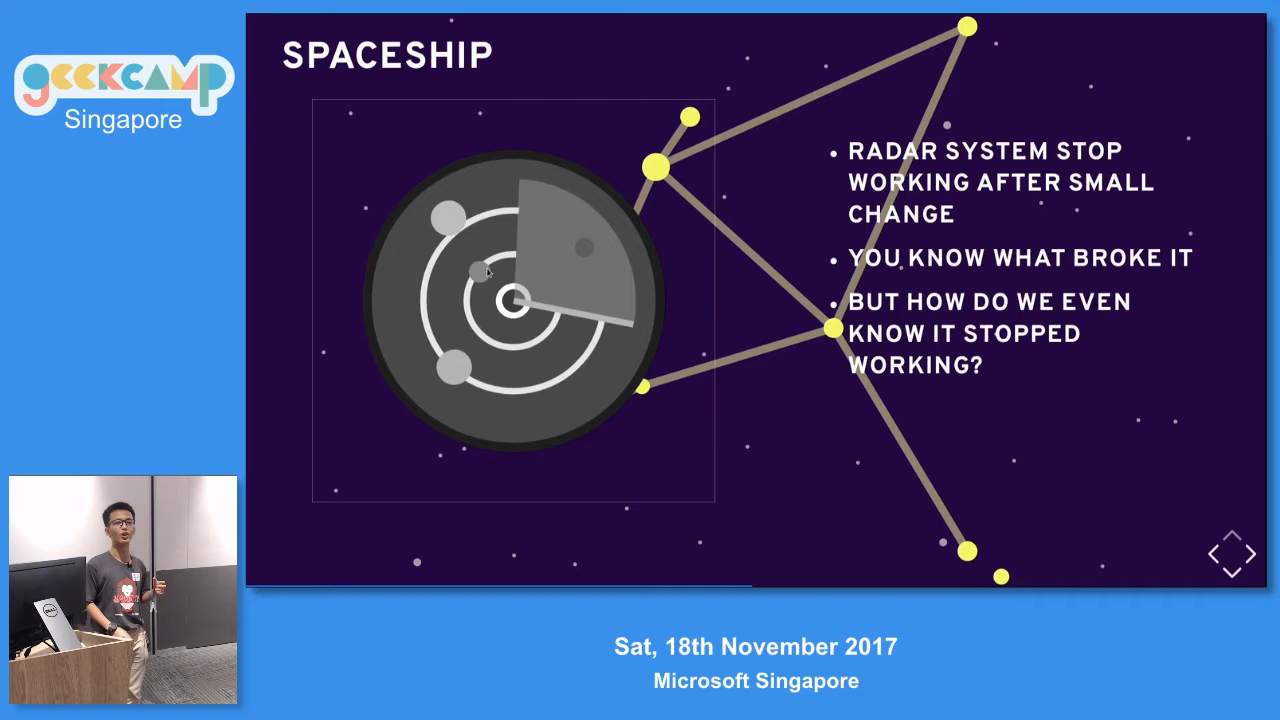 geekcamp
Singapore
SPACESHIP
RADAR SYSTEM STOP
WORKING AFTER SMALL
CHANGE
YOU KNOW WHAT BROKE IT
BUT HOW DO WE EVEN
KNOW IT STOPPED
WORKING?
DELL
Sat, 18th November 2017
Microsoft Singapore